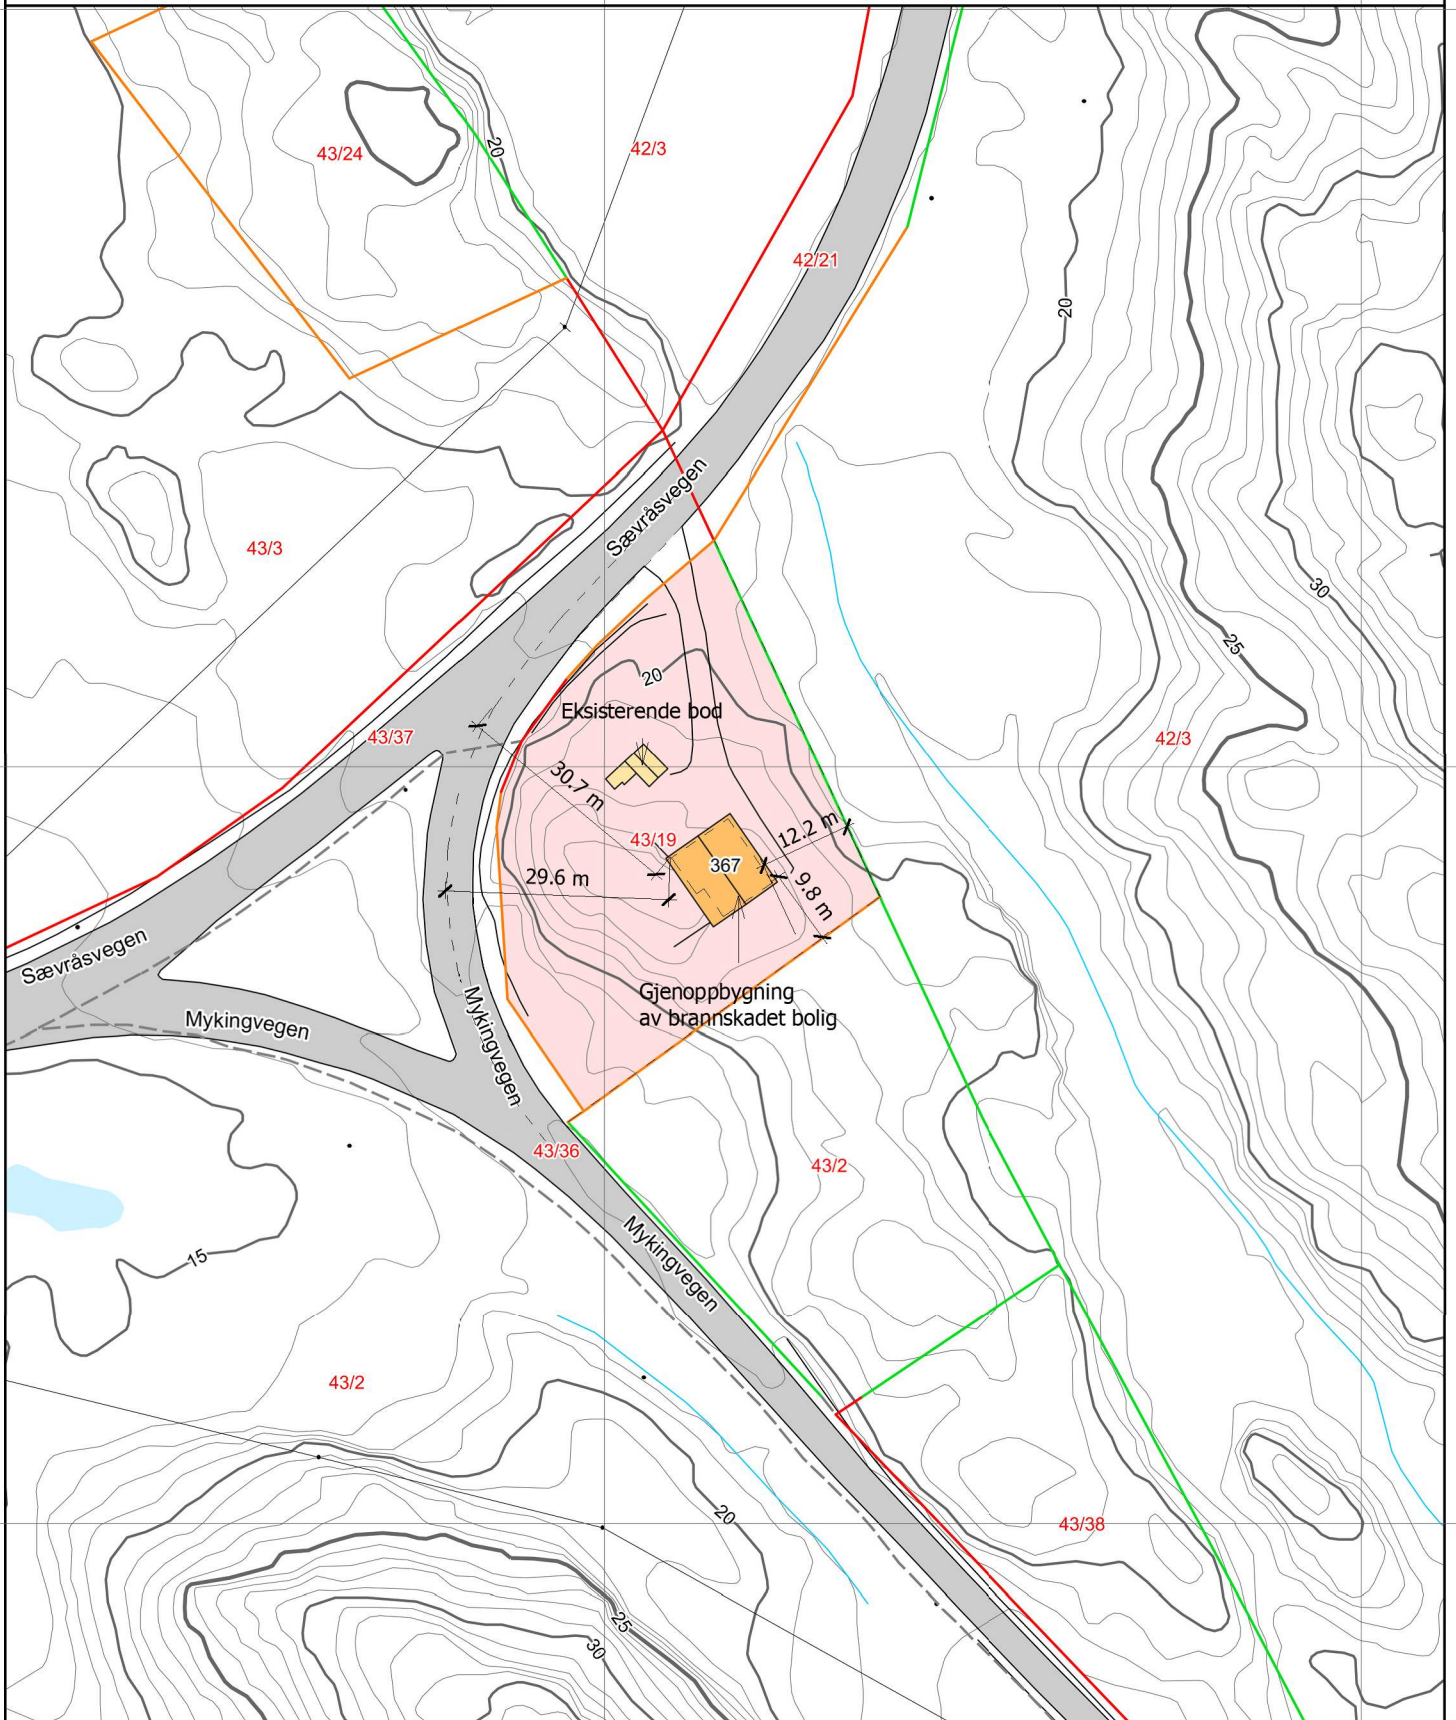 20
43/24
42/3
42/21
20
Sævråsvegen
43/3
30
25
20
Eksisterende bod
43/37
42/3
30.7 m
43/19
12.2 m
367
29.6 m
9.8 m
Sævråsvegen
Gjenoppbygning
av brannskadet bolig
Mykingvegen
Mykingvegen
43/36
43/2
Mykingvegen
15
43/2
20
43/38
25
30